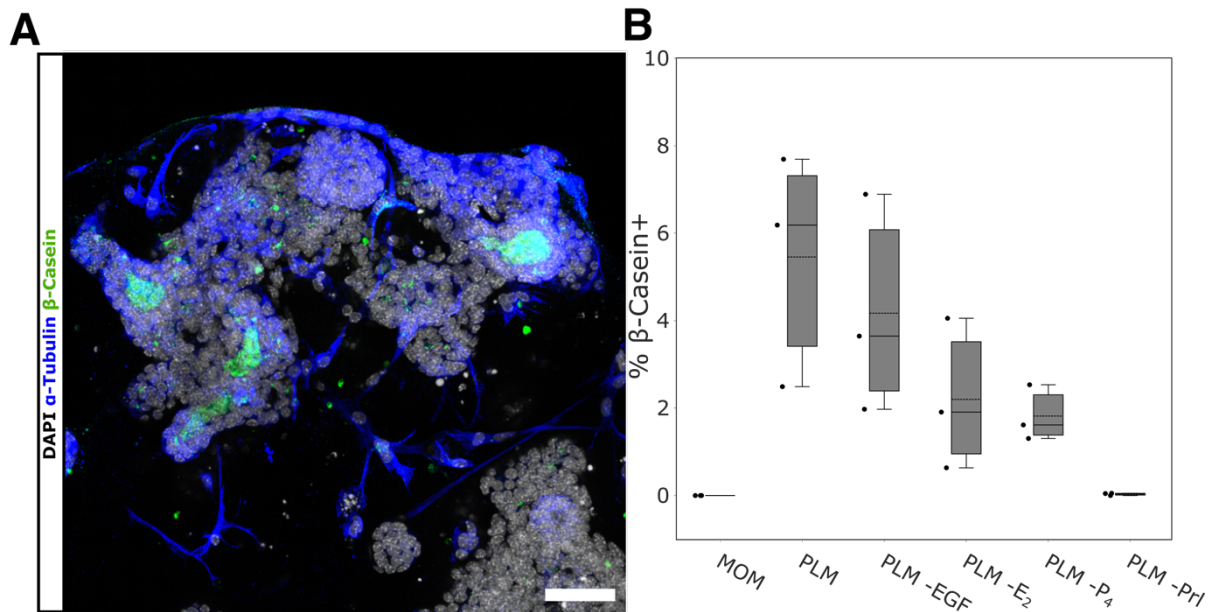 A
DAPI α-Tubulin β-Casein
B
% β-Casein+
10
8
6
4
2
0
MOM
PLM
PLM -EGF
PLM -E₂
PLM -P₄
PLM -Prl